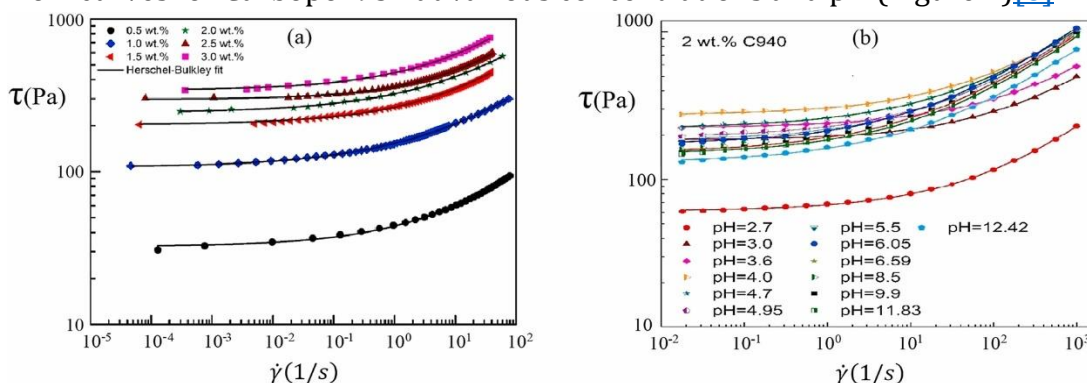 (a)
0.5 wt.% 2.0 wt.%
1.0 wt.% 2.5 wt.%
1.5 wt.% 3.0 wt.%
Herschel-Bulkley fit
τ(Pa)
1000
100
10
10⁻⁵ 10⁻⁴ 10⁻³ 10⁻² 10⁻¹ 10⁰ 10¹ 10²
γ̇ (1/s)
(b)
2 wt.% C940
τ(Pa)
1000
100
10
pH=2.7 pH=5.5 pH=12.42
pH=3.0 pH=6.05
pH=3.6 pH=6.59
pH=4.0 pH=8.5
pH=4.7 pH=9.9
pH=4.95 pH=11.83
10⁻² 10⁻¹ 10⁰ 10¹ 10² 10³
γ̇ (1/s)